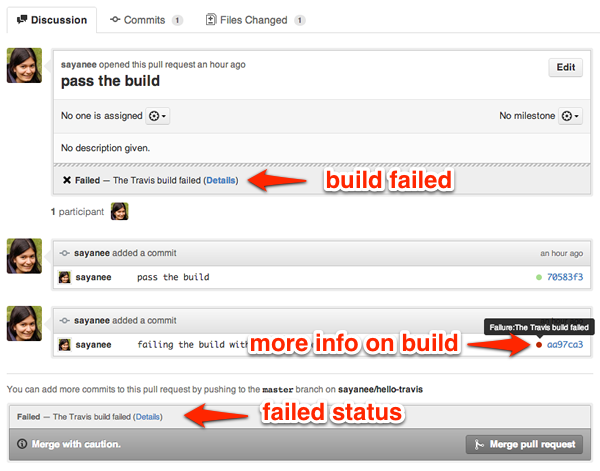 Discussion Commits 1 Files Changed 1
sayanee opened this pull request an hour ago
pass the build
Edit
No one is assigned No milestone
No description given.
Failed — The Travis build failed (Details) build failed
1 participant
sayanee added a commit an hour ago
sayanee pass the build 70583f3
sayanee added a commit an hour ago
Failure:The Travis build failed
sayanee failing the build with more info on build aa97ca3
You can add more commits to this pull request by pushing to the master branch on sayanee/hello-travis
Failed — The Travis build failed (Details) failed status
Merge with caution. Merge pull request